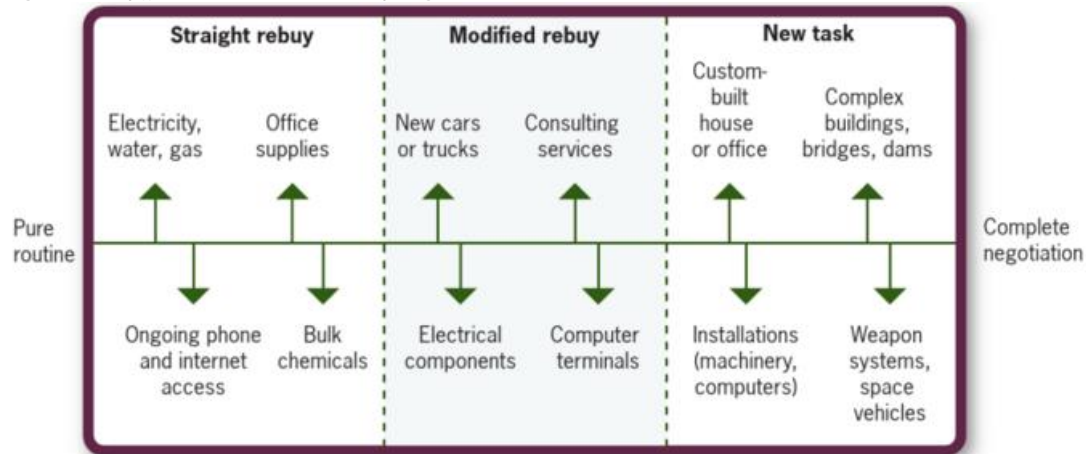 Straight rebuy
Modified rebuy
New task
Electricity,
water, gas
Office
supplies
New cars
or trucks
Consulting
services
Custom-
built
house
or office
Complex
buildings,
bridges, dams
Pure
routine
Complete
negotiation
Ongoing phone
and internet
access
Bulk
chemicals
Electrical
components
Computer
terminals
Installations
(machinery,
computers)
Weapon
systems,
space
vehicles